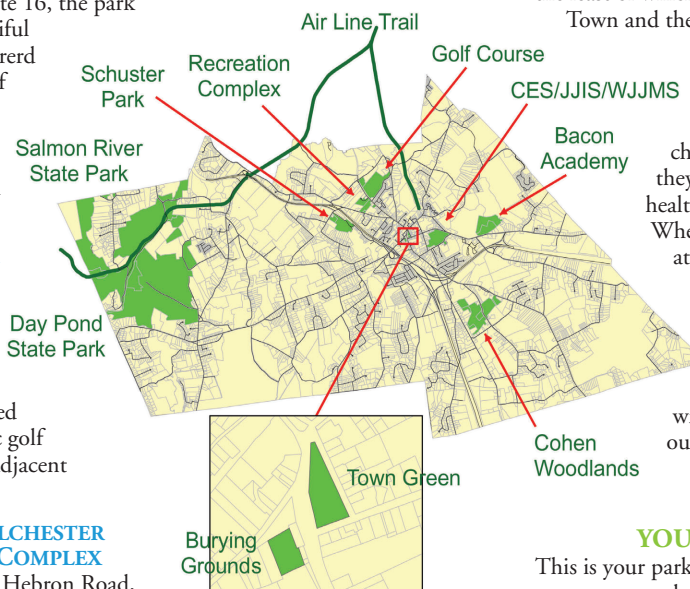 te 16, the park
iful
rerd
f
Air Line Trail
Town and the
Schuster
Park
Recreation
Complex
Golf Course
CES/JJIS/WJJMS
Bacon
Academy
Salmon River
State Park
Day Pond
State Park
Cohen
Woodlands
Town Green
Burying
Grounds
ch
they
healt
Whe
at
w
ou
ed
c golf
djacent
LCHESTER
COMPLEX
Hebron Road,
YOU
This is your park